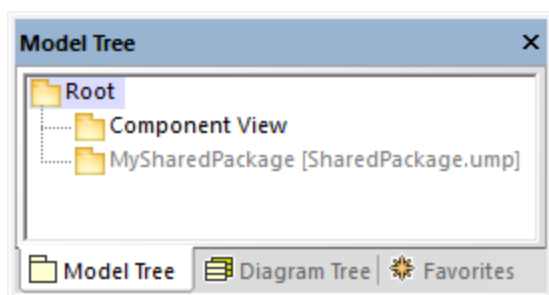 Model Tree
Root
Component View
MySharedPackage [SharedPackage.ump]
Model Tree Diagram Tree Favorites